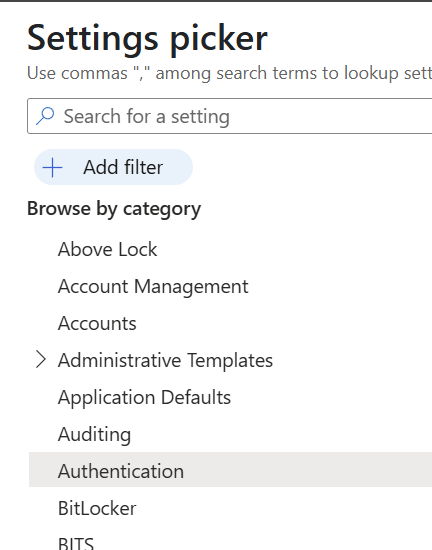 Settings picker
Use commas "," among search terms to lookup sett
Search for a setting
Add filter
Browse by category
Above Lock
Account Management
Accounts
Administrative Templates
Application Defaults
Auditing
Authentication
BitLocker
BITS